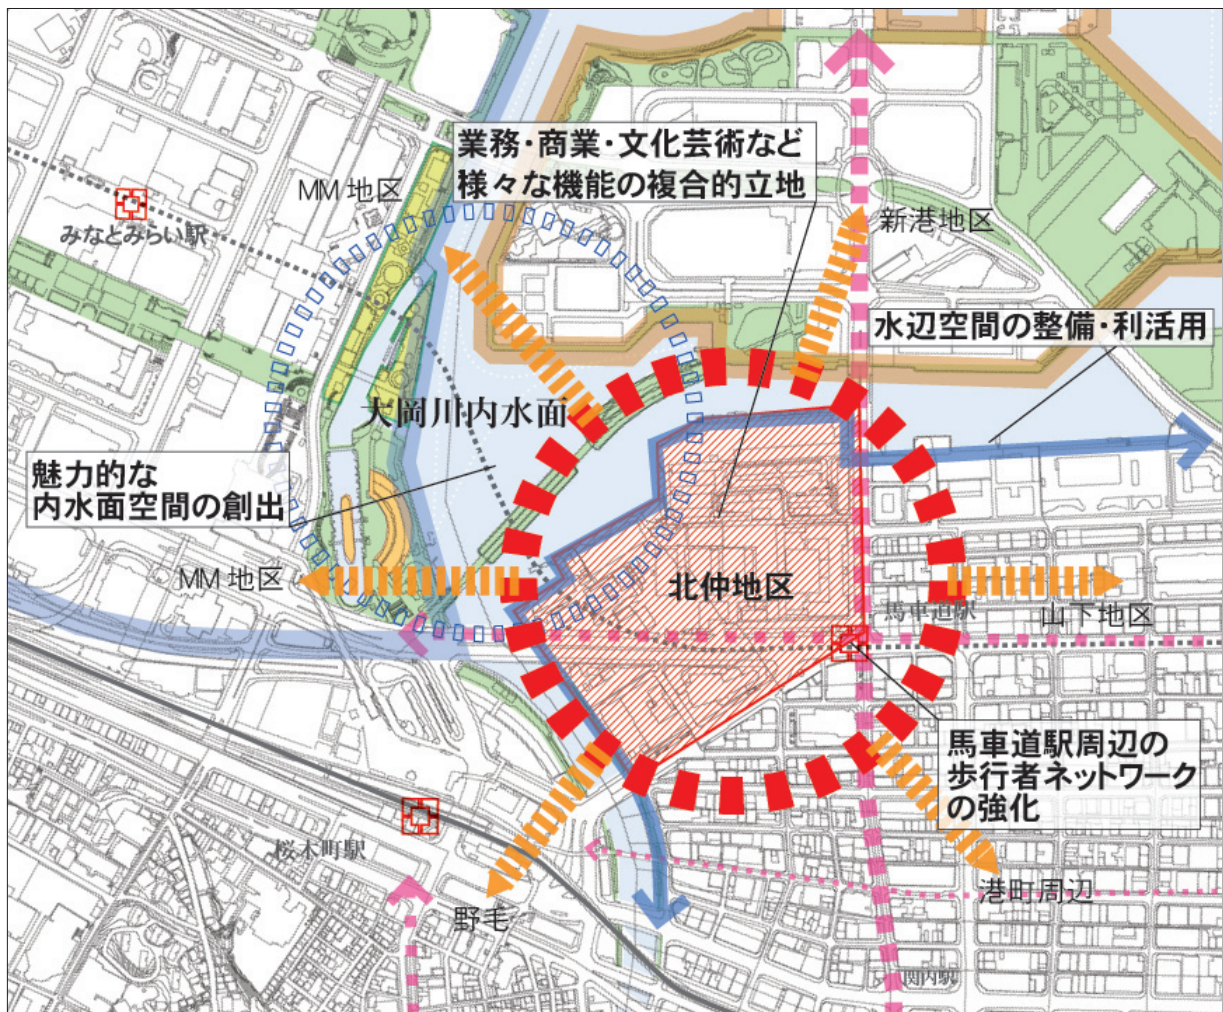 業務・商業・文化芸術など
様々な機能の複合的立地
MM 地区
みなとみらい駅
新港地区
水辺空間の整備・利活用
大岡川内水面
魅力的な
内水面空間の創出
MM 地区
北仲地区
馬車道駅
山下地区
馬車道駅周辺の
歩行者ネットワーク
の強化
桜木町駅
野毛
港町周辺
関内駅